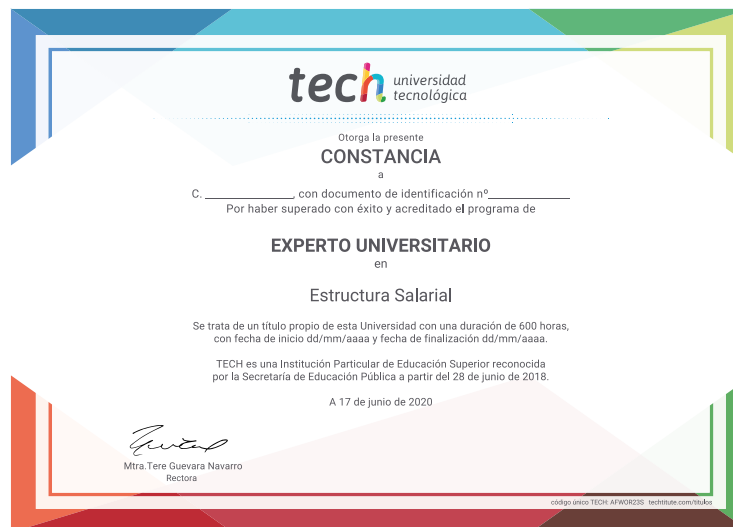 tech universidad
tecnológica
Otorga la presente
CONSTANCIA
a
C. ______________, con documento de identificación nº_____________
Por haber superado con éxito y acreditado el programa de
EXPERTO UNIVERSITARIO
en
Estructura Salarial
Se trata de un título propio de esta Universidad con una duración de 600 horas,
con fecha de inicio dd/mm/aaaa y fecha de finalización dd/mm/aaaa.
TECH es una Institución Particular de Educación Superior reconocida
por la Secretaría de Educación Pública a partir del 28 de junio de 2018.
A 17 de junio de 2020
Mtra.Tere Guevara Navarro
Rectora
código único TECH: AFWOR23S techtitute.com/titulos